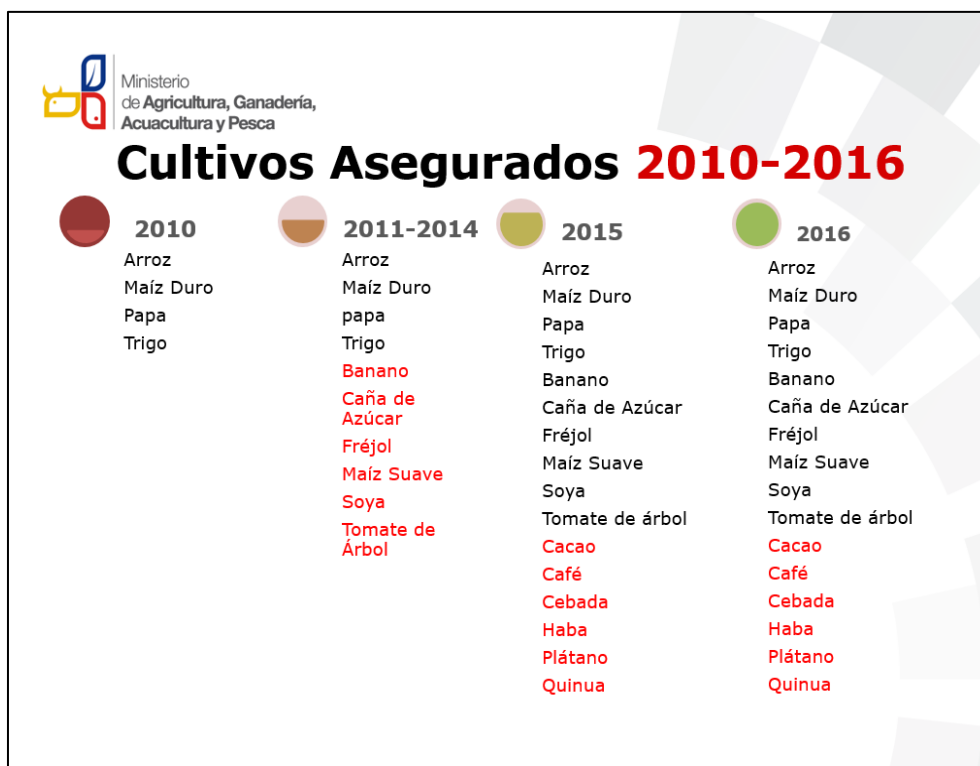 Ministerio
de Agricultura, Ganadería,
Acuacultura y Pesca
Cultivos Asegurados 2010-2016
2010
Arroz
Maíz Duro
Papa
Trigo
2011-2014
Arroz
Maíz Duro
papa
Trigo
Banano
Caña de
Azúcar
Fréjol
Maíz Suave
Soya
Tomate de
Árbol
2015
Arroz
Maíz Duro
Papa
Trigo
Banano
Caña de Azúcar
Fréjol
Maíz Suave
Soya
Tomate de árbol
Cacao
Café
Cebada
Haba
Plátano
Quinua
2016
Arroz
Maíz Duro
Papa
Trigo
Banano
Caña de Azúcar
Fréjol
Maíz Suave
Soya
Tomate de árbol
Cacao
Café
Cebada
Haba
Plátano
Quinua